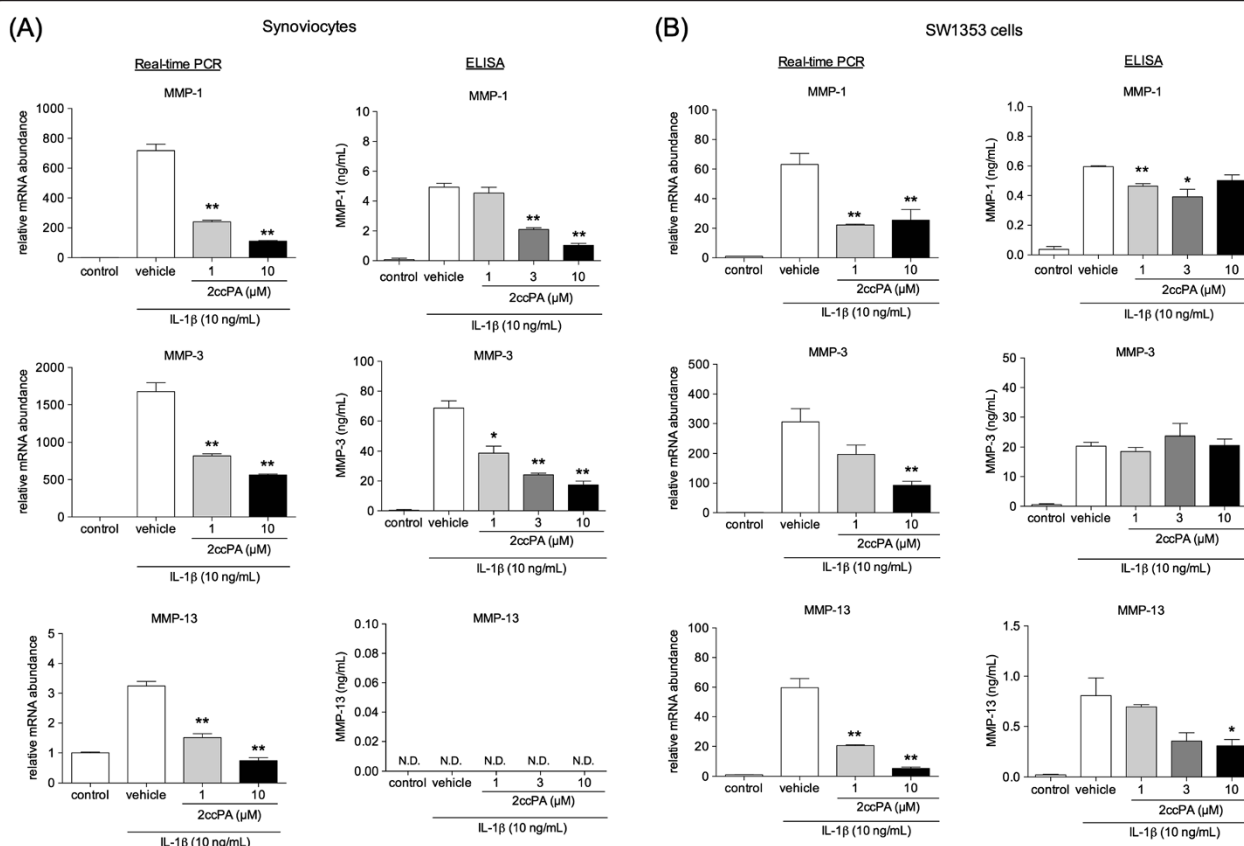 (A)
Synoviocytes
Real-time PCR
MMP-1
relative mRNA abundance
1000
800
600
400
200
0
control
vehicle
1
10
**
**
2ccPA (μM)
IL-1β (10 ng/mL)
ELISA
MMP-1
MMP-1 (ng/mL)
10
8
6
4
2
0
control
vehicle
1
3
10
**
**
2ccPA (μM)
IL-1β (10 ng/mL)
MMP-3
relative mRNA abundance
2000
1500
1000
500
0
control
vehicle
1
10
**
**
2ccPA (μM)
IL-1β (10 ng/mL)
MMP-3
MMP-3 (ng/mL)
100
80
60
40
20
0
control
vehicle
1
3
10
*
**
**
2ccPA (μM)
IL-1β (10 ng/mL)
MMP-13
relative mRNA abundance
5
4
3
2
1
0
control
vehicle
1
10
**
**
2ccPA (μM)
IL-1β (10 ng/mL)
MMP-13
MMP-13 (ng/mL)
0.10
0.08
0.06
0.04
0.02
0.00
N.D. N.D. N.D. N.D. N.D.
control
vehicle
1
3
10
2ccPA (μM)
IL-1β (10 ng/mL)
(B)
SW1353 cells
Real-time PCR
MMP-1
relative mRNA abundance
80
60
40
20
0
control
vehicle
1
10
**
**
2ccPA (μM)
IL-1β (10 ng/mL)
ELISA
MMP-1
MMP-1 (ng/mL)
1.0
0.8
0.6
0.4
0.2
0.0
control
vehicle
1
3
10
**
*
2ccPA (μM)
IL-1β (10 ng/mL)
MMP-3
relative mRNA abundance
500
400
300
200
100
0
control
vehicle
1
10
**
2ccPA (μM)
IL-1β (10 ng/mL)
MMP-3
MMP-3 (ng/mL)
50
40
30
20
10
0
control
vehicle
1
3
10
2ccPA (μM)
IL-1β (10 ng/mL)
MMP-13
relative mRNA abundance
100
80
60
40
20
0
control
vehicle
1
10
**
**
2ccPA (μM)
IL-1β (10 ng/mL)
MMP-13
MMP-13 (ng/mL)
1.5
1.0
0.5
0.0
control
vehicle
1
3
10
*
2ccPA (μM)
IL-1β (10 ng/mL)